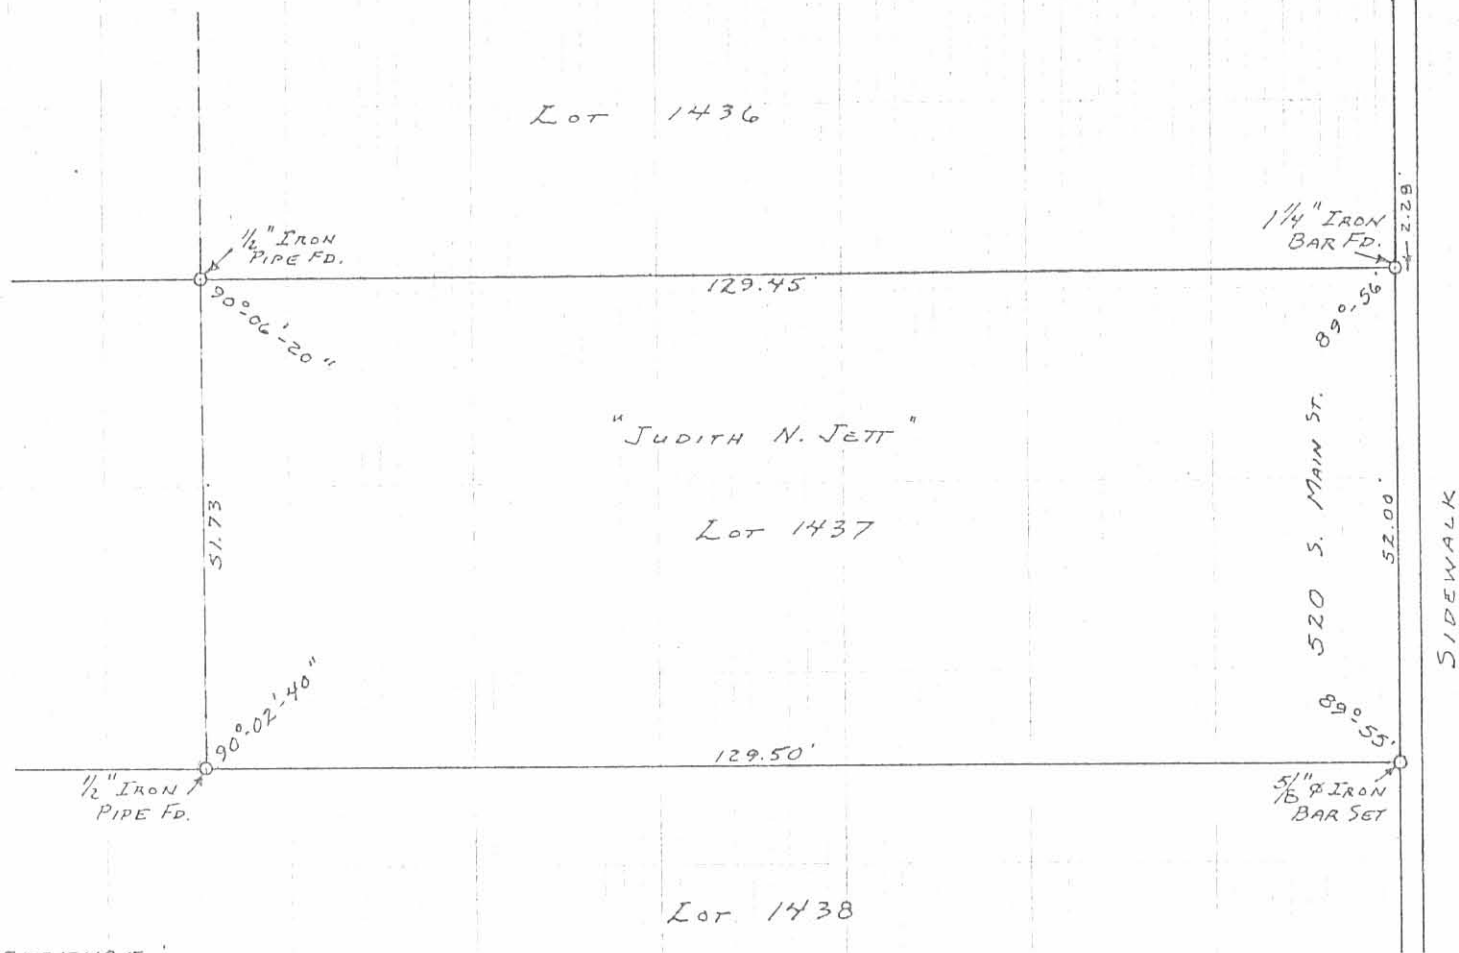 Lot 1436
1/2" IRON
PIPE FD.
1 1/4" IRON
BAR FD.
2.29'
129.45'
90°-06'-20"
89°-56'
"JUDITH N. JETT"
Lot 1437
51.73'
520 S. MAIN ST.
52.00'
SIDEWALK
90°-02'-40"
89°-55'
129.50'
1/2" IRON
PIPE FD.
5/8" Ø IRON
BAR SET
Lot 1438